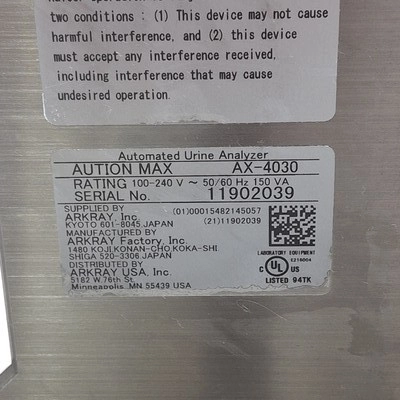 two conditions : (1) This device may not cause
harmful interference, and (2) this device
must accept any interference received,
including interference that may cause
undesired operation.
Automated Urine Analyzer
AUTION MAX AX-4030
RATING 100-240 V ~ 50/60 Hz 150 VA
SERIAL No. 11902039
SUPPLIED BY
ARKRAY, Inc. (01)00015482145057
KYOTO 601-8045,JAPAN (21)11902039
MANUFACTURED BY
ARKRAY Factory, Inc.
1480 KOJI,KONAN-CHO,KOKA-SHI
SHIGA 520-3306,JAPAN
DISTRIBUTED BY
ARKRAY USA, Inc.
5182 W.76th St.
Minneapolis, MN 55439 USA
LABORATORY EQUIPMENT
C UL US
LISTED 94TK